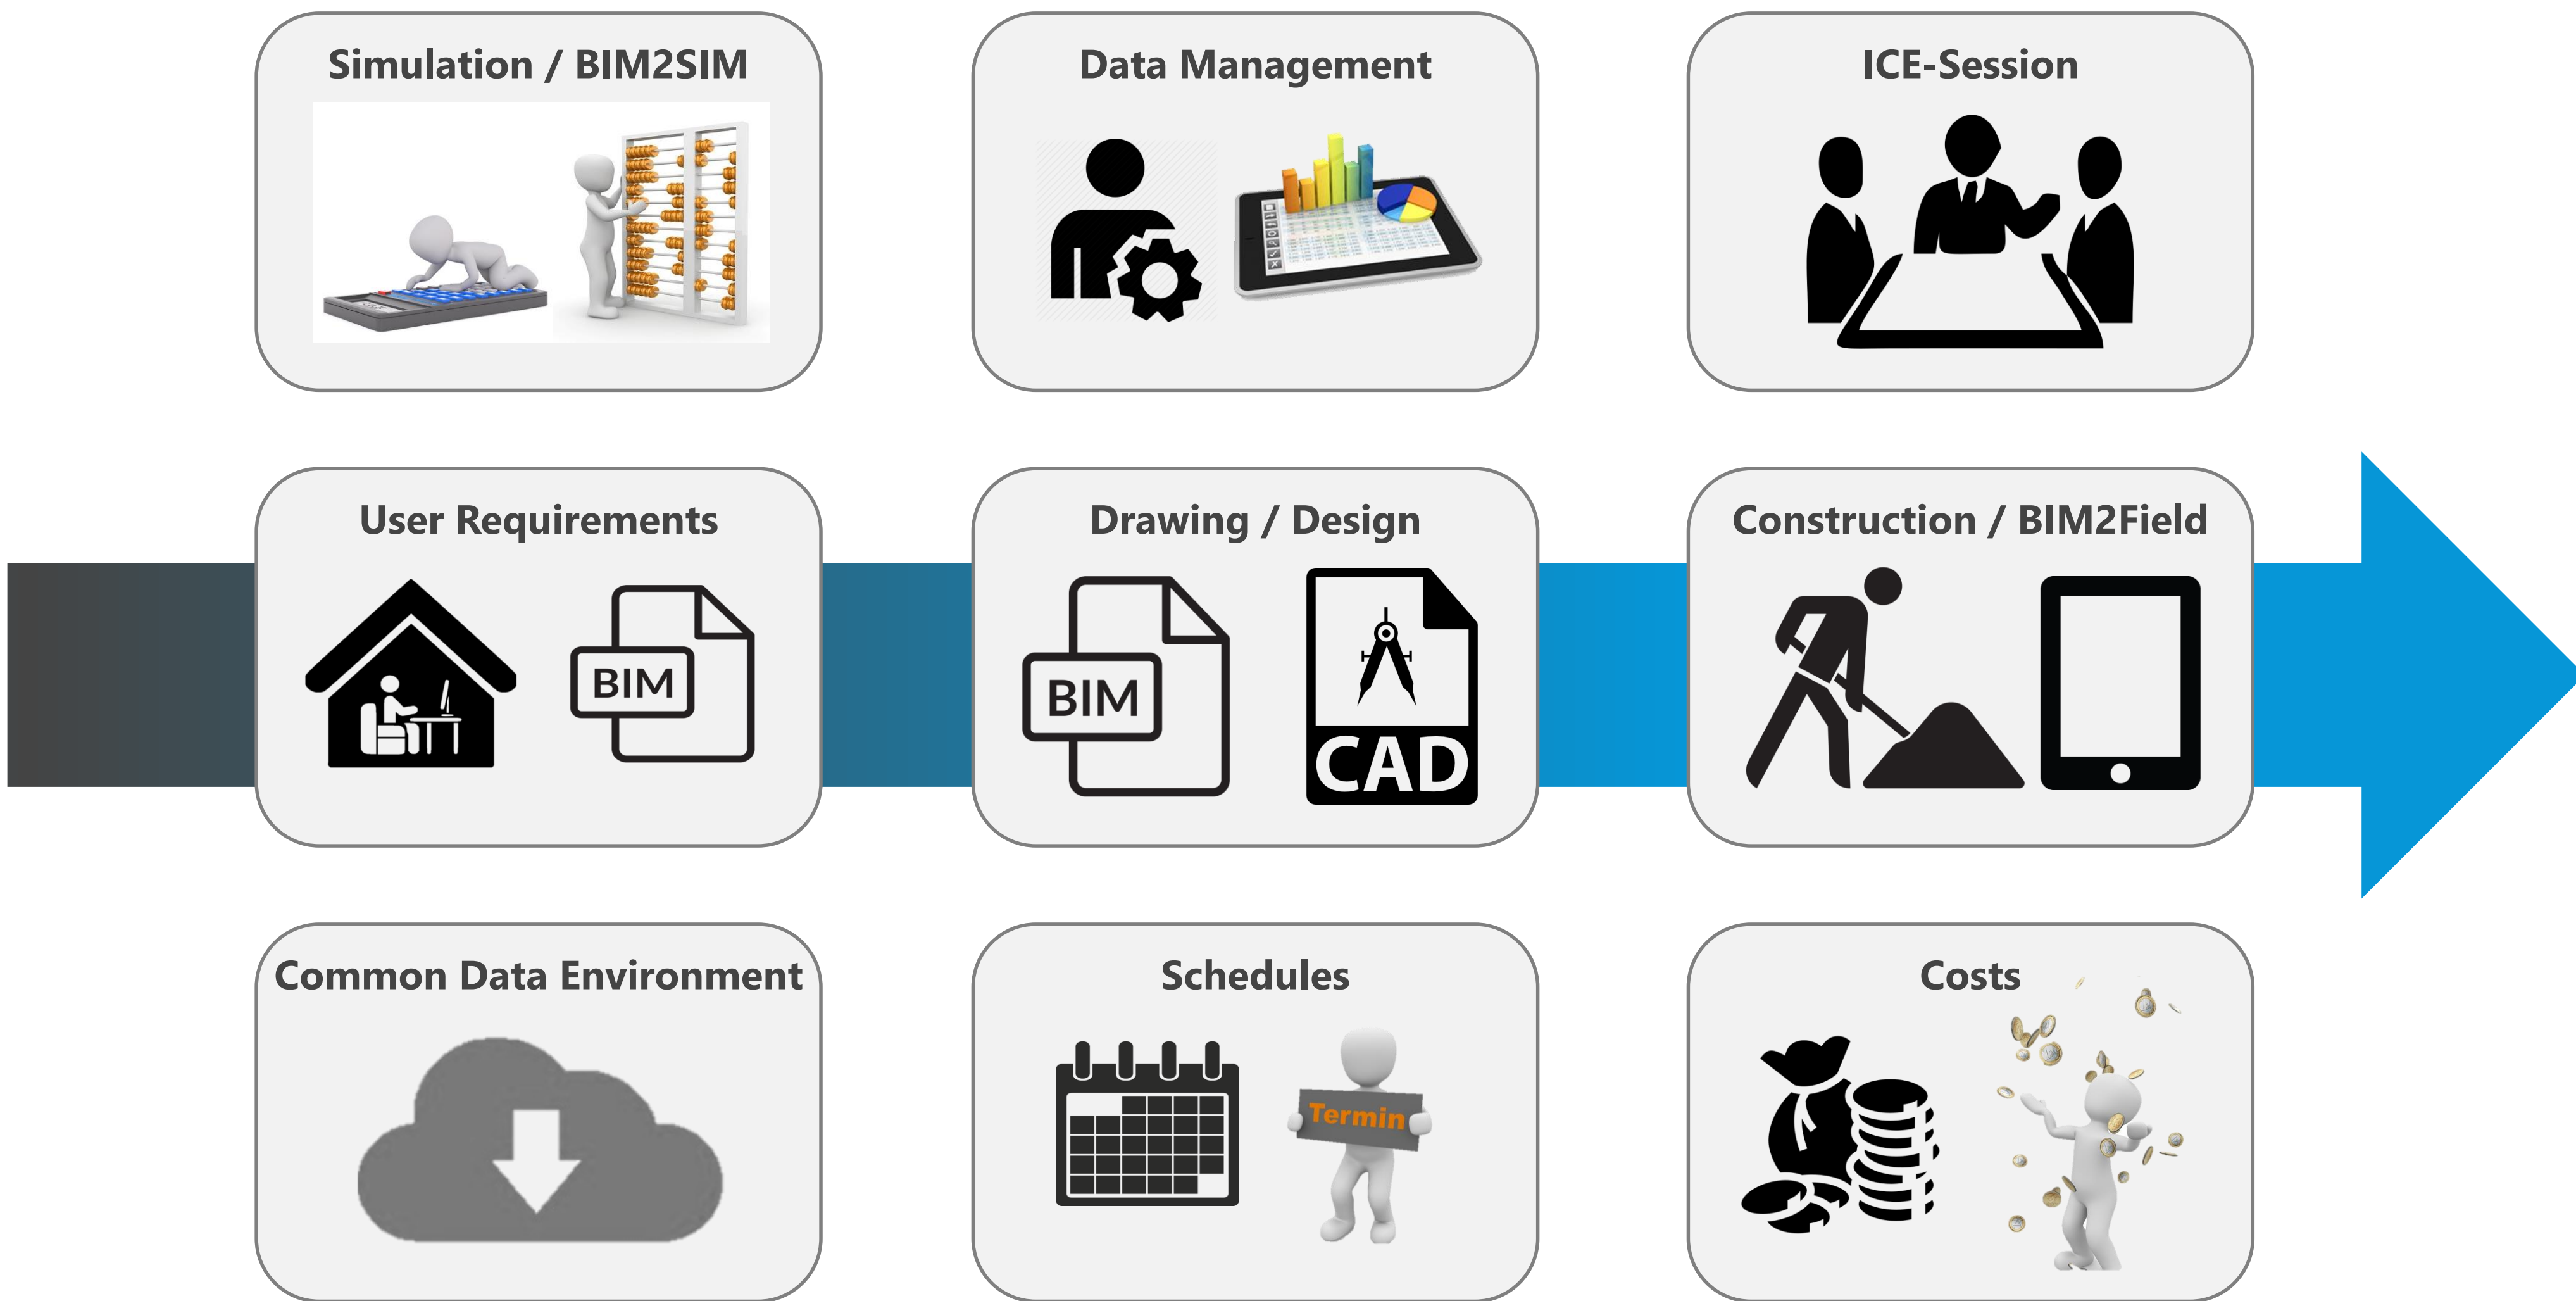 Simulation / BIM2SIM
Data Management
ICE-Session
User Requirements
BIM
Drawing / Design
BIM
CAD
Construction / BIM2Field
Common Data Environment
Schedules
Termin
Costs